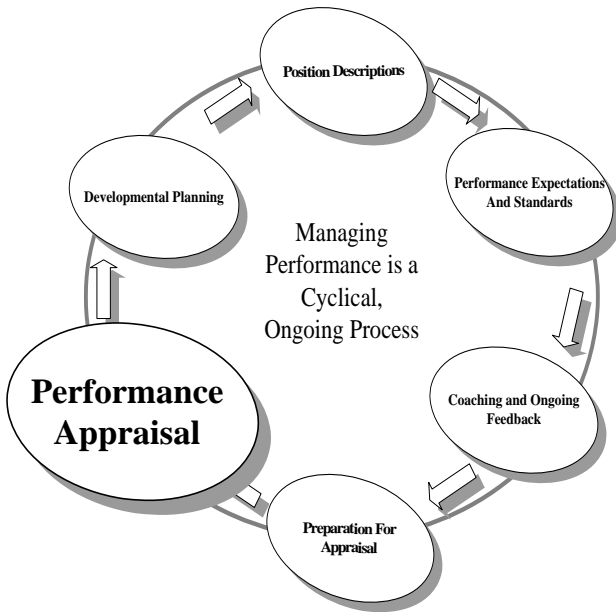 Position Descriptions
Performance Expectations
And Standards
Developmental Planning
Managing
Performance is a
Cyclical,
Ongoing Process
Performance
Appraisal
Coaching and Ongoing
Feedback
Preparation For
Appraisal